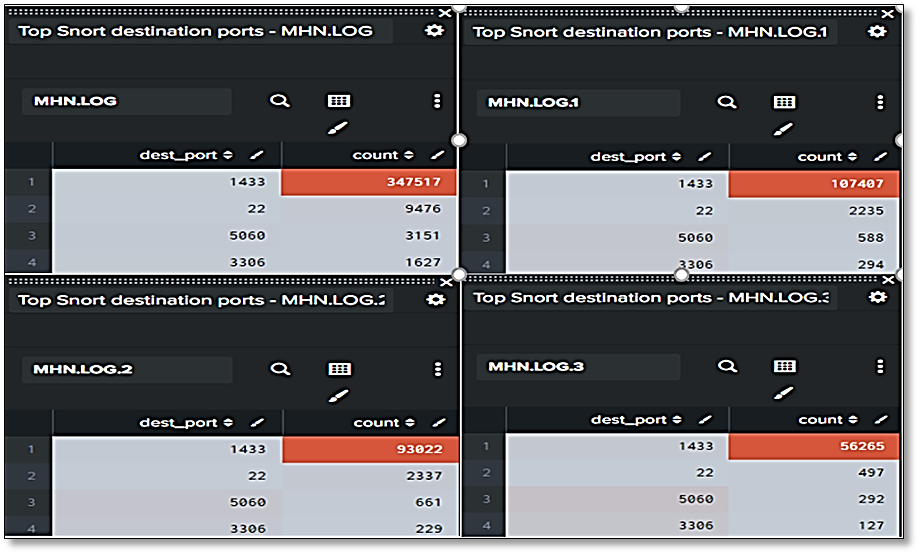 Top Snort destination ports - MHN.LOG
MHN.LOG
dest_port count
1 1433 347517
2 22 9476
3 5060 3151
4 3306 1627
Top Snort destination ports - MHN.LOG.1
MHN.LOG.1
dest_port count
1 1433 107407
2 22 2235
3 5060 588
4 3306 294
Top Snort destination ports - MHN.LOG.2
MHN.LOG.2
dest_port count
1 1433 93022
2 22 2337
3 5060 661
4 3306 229
Top Snort destination ports - MHN.LOG.3
MHN.LOG.3
dest_port count
1 1433 56265
2 22 497
3 5060 292
4 3306 127